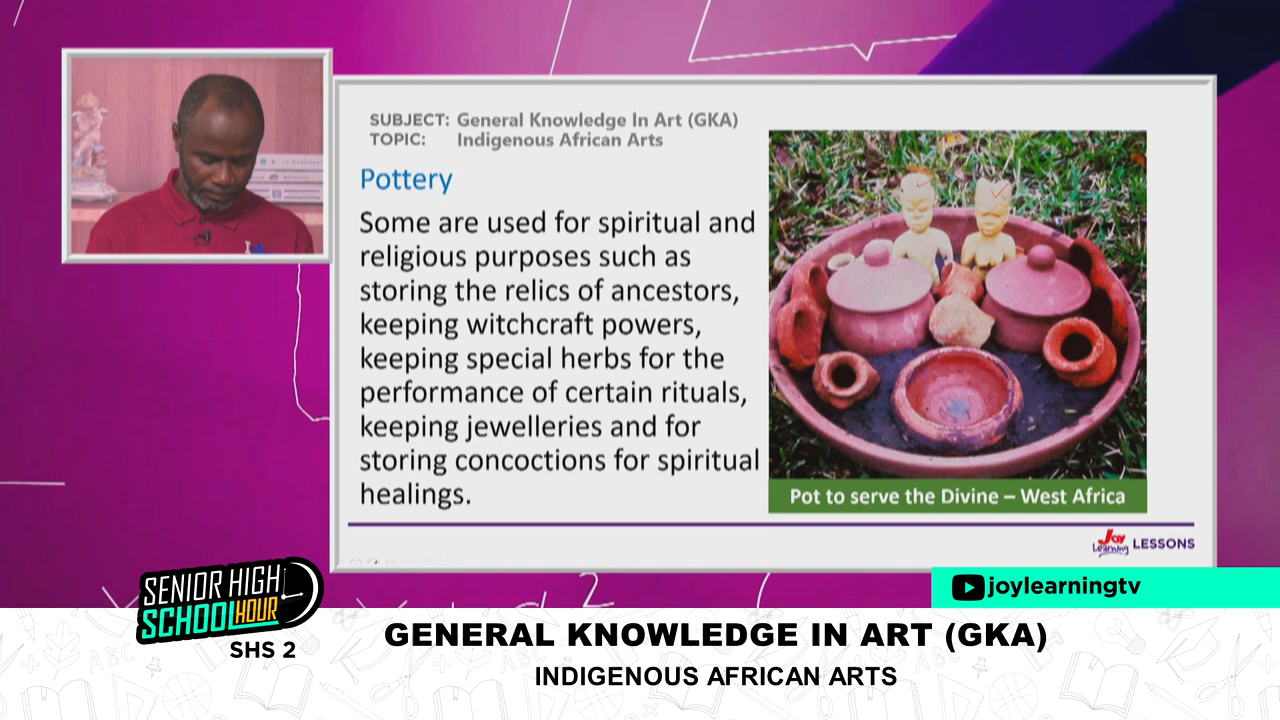 SUBJECT: General Knowledge In Art (GKA)
TOPIC: Indigenous African Arts
Pottery
Some are used for spiritual and
religious purposes such as
storing the relics of ancestors,
keeping witchcraft powers,
keeping special herbs for the
performance of certain rituals,
keeping jewelleries and for
storing concoctions for spiritual
healings.
Pot to serve the Divine – West Africa
Joy Learning LESSONS
joylearningtv
SENIOR HIGH
SCHOOL HOUR
SHS 2
GENERAL KNOWLEDGE IN ART (GKA)
INDIGENOUS AFRICAN ARTS